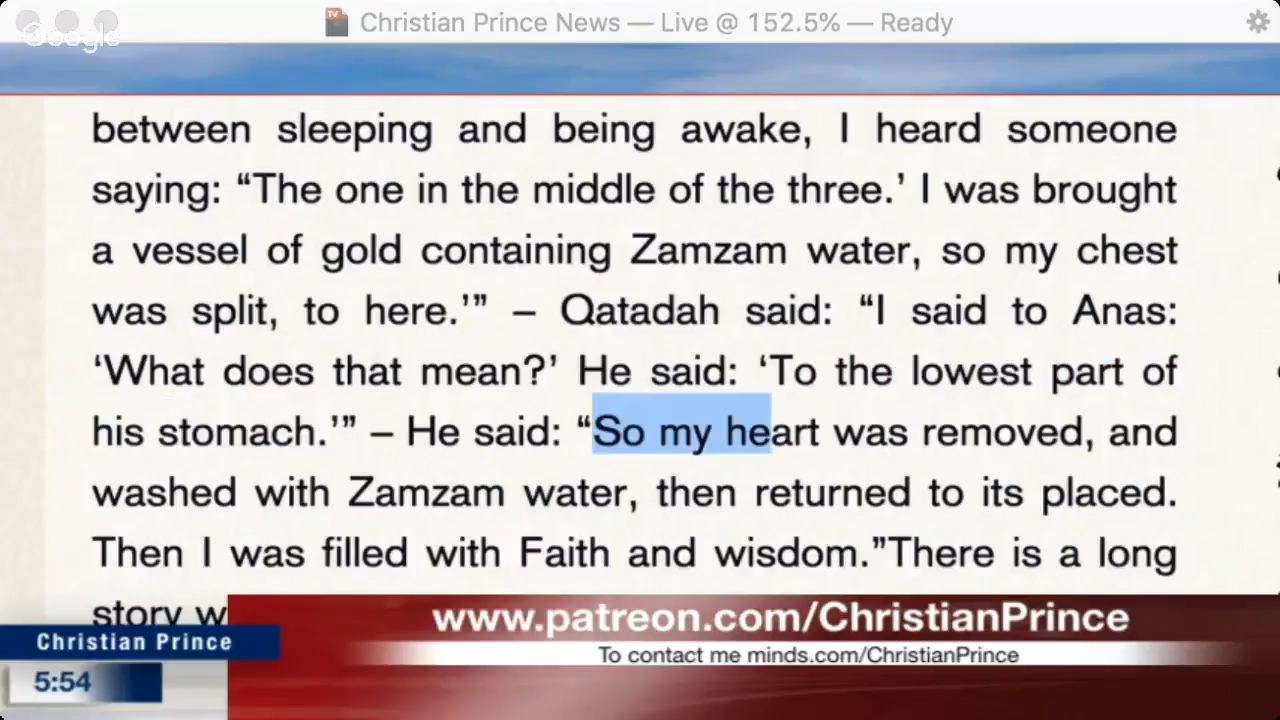 Christian Prince News — Live @ 152.5% — Ready
Google
between sleeping and being awake, I heard someone
saying: “The one in the middle of the three.’ I was brought
a vessel of gold containing Zamzam water, so my chest
was split, to here.’” – Qatadah said: “I said to Anas:
‘What does that mean?’ He said: ‘To the lowest part of
his stomach.’” – He said: “So my heart was removed, and
washed with Zamzam water, then returned to its placed.
Then I was filled with Faith and wisdom.”There is a long
story w
www.patreon.com/ChristianPrince
To contact me minds.com/ChristianPrince
Christian Prince
5:54